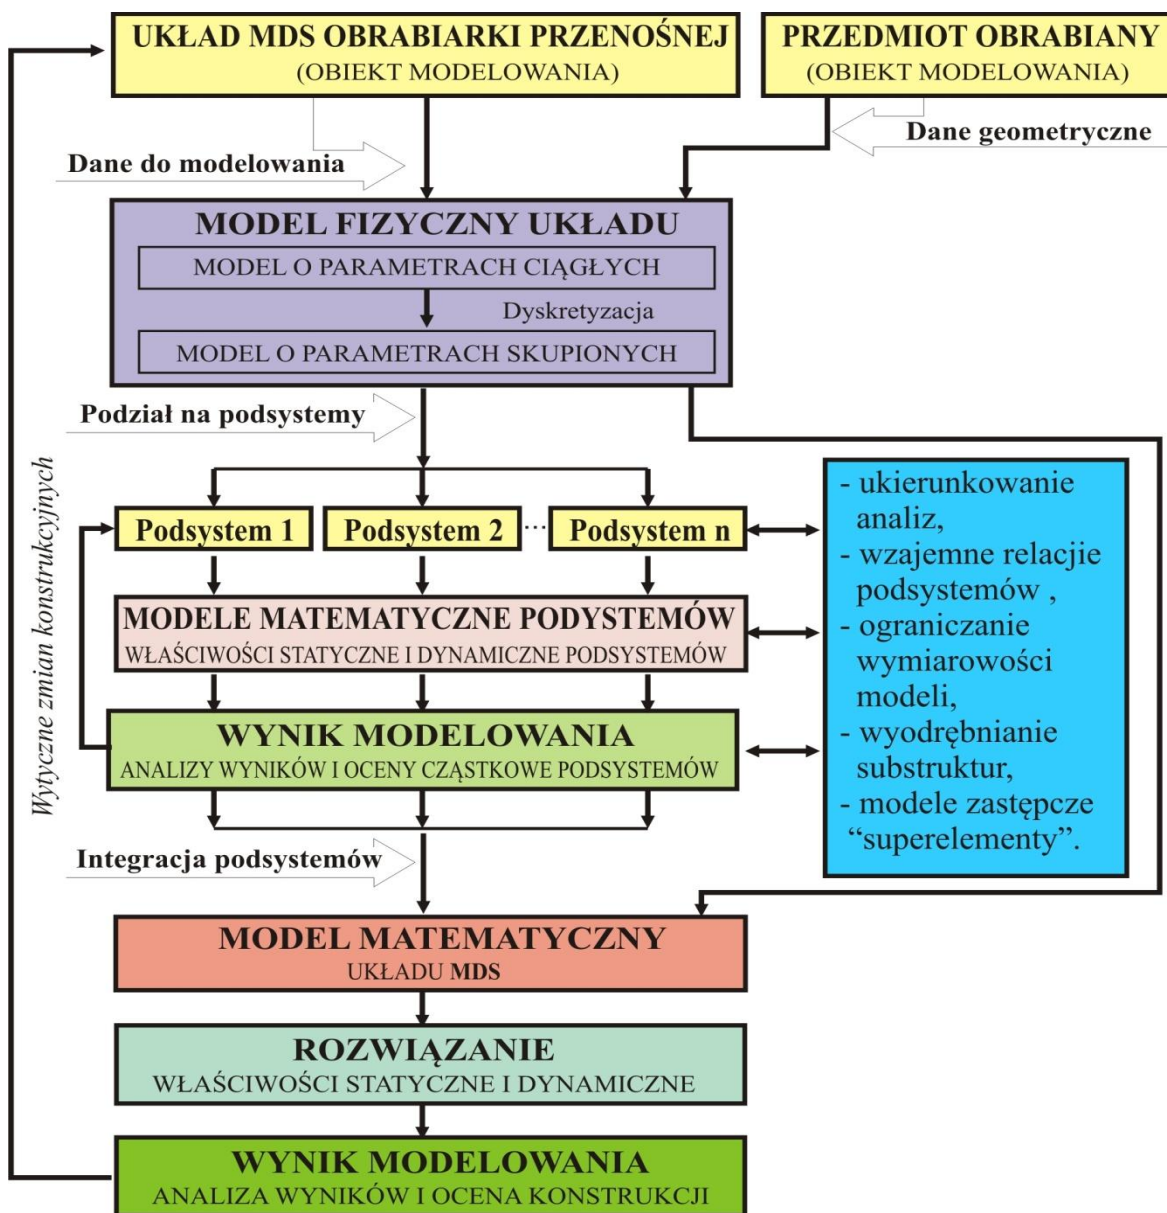 UKŁAD MDS OBRABIARKI PRZENOŚNEJ
(OBIEKT MODELOWANIA)
PRZEDMIOT OBRABIANY
(OBIEKT MODELOWANIA)
Dane geometryczne
Dane do modelowania
MODEL FIZYCZNY UKŁADU
MODEL O PARAMETRACH CIĄGŁYCH
Dyskretyzacja
MODEL O PARAMETRACH SKUPIONYCH
Podział na podsystemy
Wytyczne zmian konstrukcyjnych
Podsystem 1
Podsystem 2
...
Podsystem n
MODELE MATEMATYCZNE PODYSTEMÓW
WŁAŚCIWOŚCI STATYCZNE I DYNAMICZNE PODSYSTEMÓW
WYNIK MODELOWANIA
ANALIZY WYNIKÓW I OCENY CZĄSTKOWE PODSYSTEMÓW
- ukierunkowanie
analiz,
- wzajemne relacjie
podsystemów ,
- ograniczanie
wymiarowości
modeli,
- wyodrębnianie
substruktur,
- modele zastępcze
“superelementy”.
Integracja podsystemów
MODEL MATEMATYCZNY
UKŁADU MDS
ROZWIĄZANIE
WŁAŚCIWOŚCI STATYCZNE I DYNAMICZNE
WYNIK MODELOWANIA
ANALIZA WYNIKÓW I OCENA KONSTRUKCJI